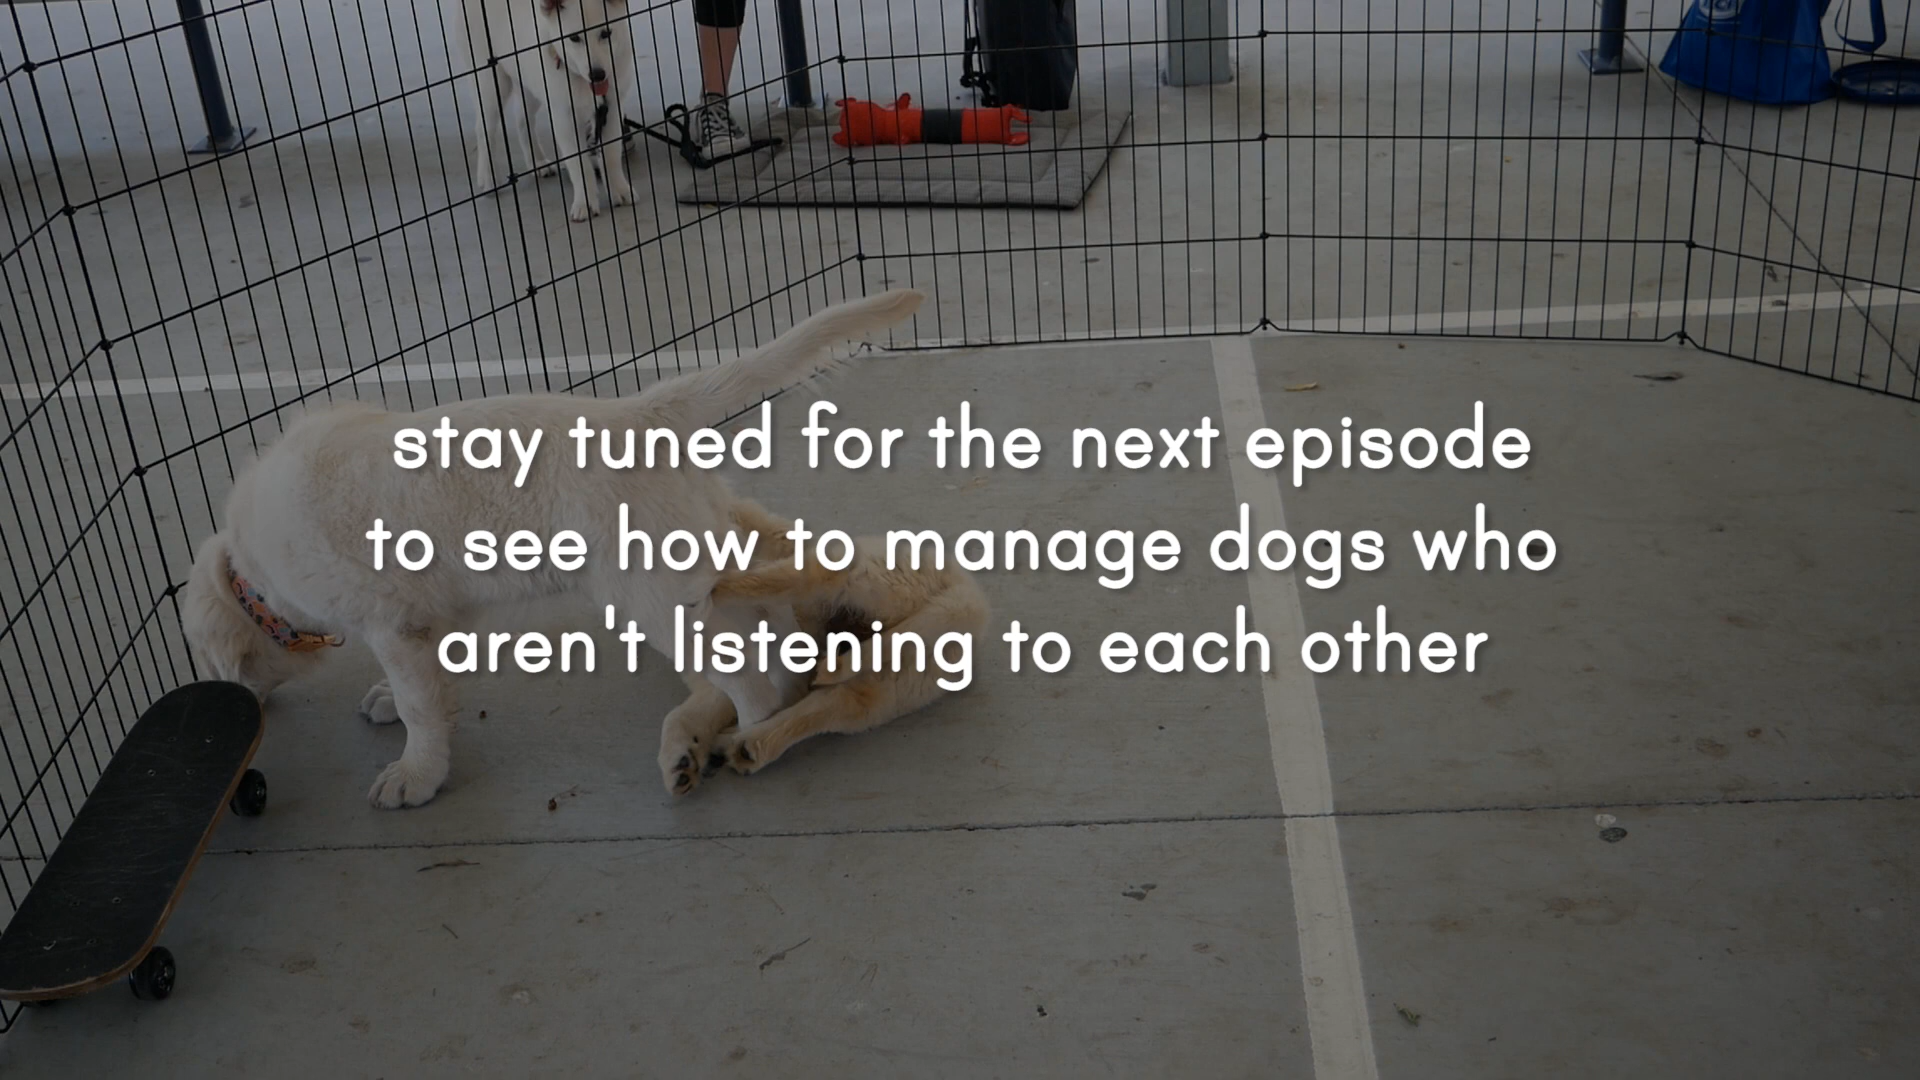 stay tuned for the next episode
to see how to manage dogs who
aren't listening to each other